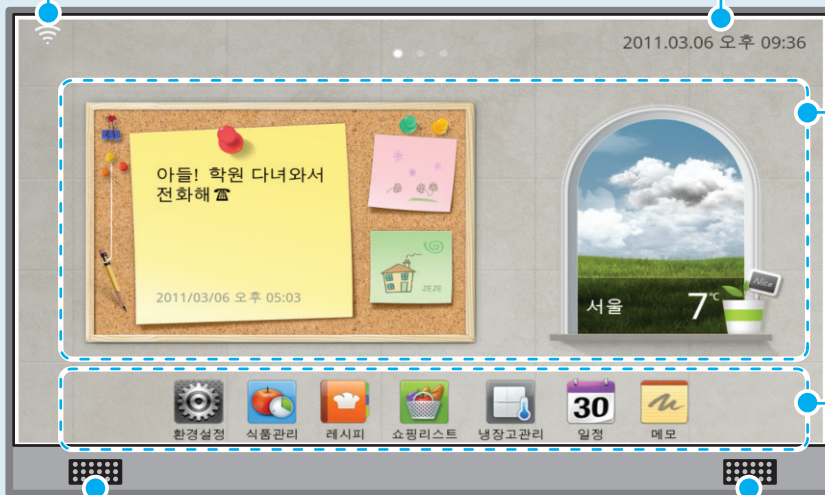 2011.03.06 오후 09:36
아들! 학원 다녀와서
전화해☎
2011/03/06 오후 05:03
JEJE
Nice
서울 7℃
환경설정 식품관리 레시피 쇼핑리스트 냉장고관리 30 일정 메모